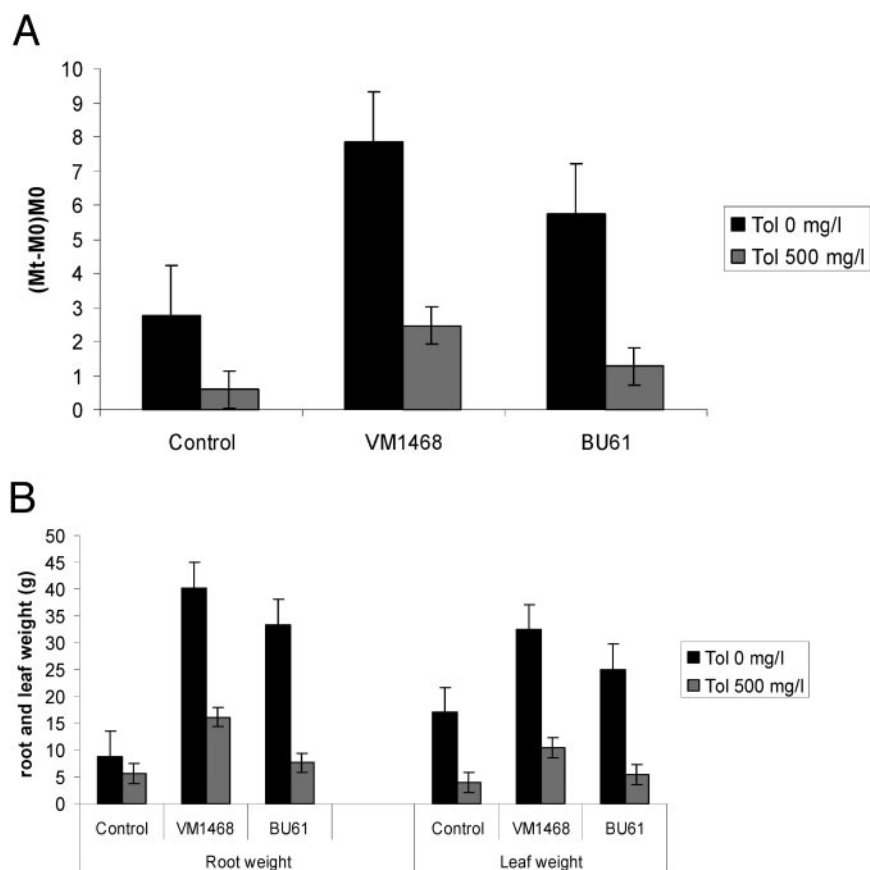 A
(Mt-M0)M0
10
9
8
7
6
5
4
3
2
1
0
Control VM1468 BU61
Tol 0 mg/l
Tol 500 mg/l
B
root and leaf weight (g)
50
45
40
35
30
25
20
15
10
5
0
Control VM1468 BU61 Control VM1468 BU61
Root weight Leaf weight
Tol 0 mg/l
Tol 500 mg/l